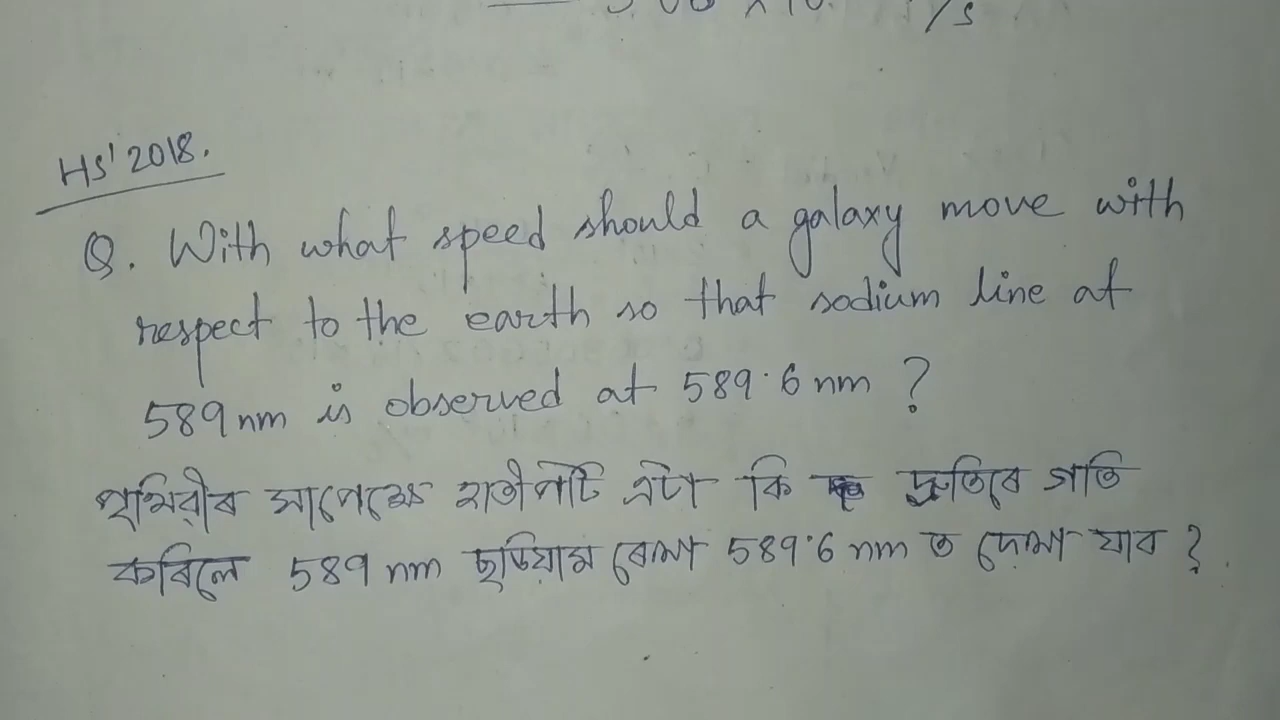 /s
HS' 2018.
Q. With what speed should a galaxy move with
respect to the earth so that sodium line at
589 nm is observed at 589.6 nm ?
পৃথিৱীৰ সাপেক্ষে হাতীপটি এটা কি দ্ৰুতিৰে গতি
কৰিলে 589 nm ছডিয়াম ৰেখা 589.6 nm ত দেখা যাব ?